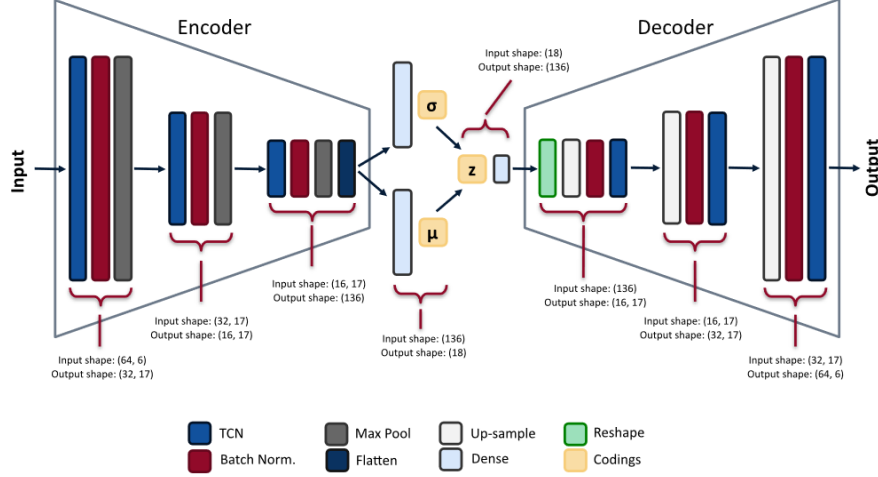 Encoder
Decoder
Input shape: (18)
Output shape: (136)
σ
z
μ
Input
Output
Input shape: (16, 17)
Output shape: (136)
Input shape: (136)
Output shape: (16, 17)
Input shape: (32, 17)
Output shape: (16, 17)
Input shape: (16, 17)
Output shape: (32, 17)
Input shape: (136)
Output shape: (18)
Input shape: (64, 6)
Output shape: (32, 17)
Input shape: (32, 17)
Output shape: (64, 6)
TCN
Max Pool
Up-sample
Reshape
Batch Norm.
Flatten
Dense
Codings